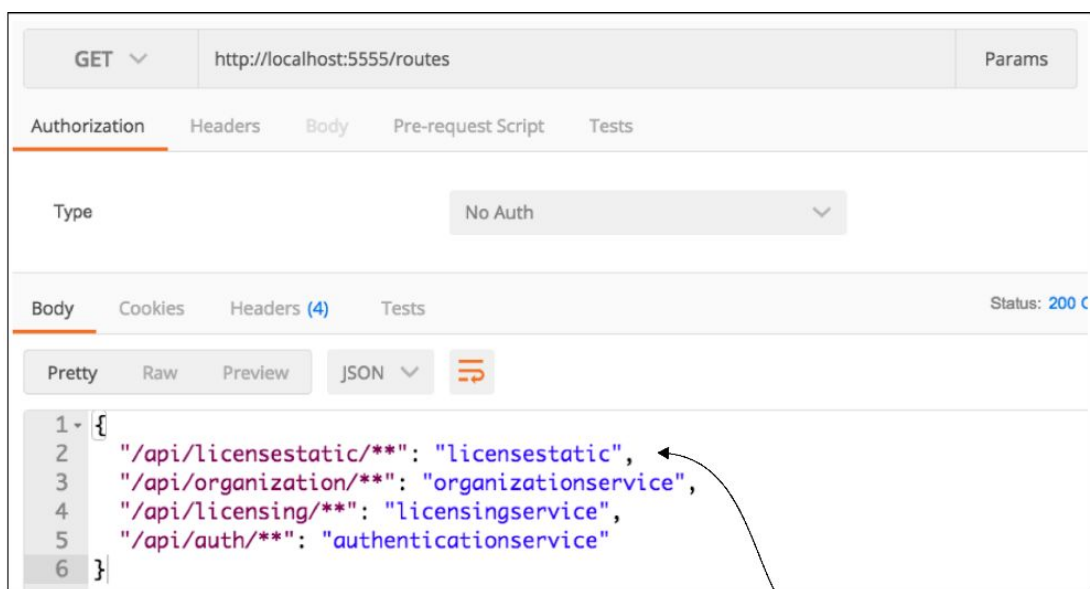 GET http://localhost:5555/routes Params
Authorization Headers Body Pre-request Script Tests
Type No Auth
Body Cookies Headers (4) Tests Status: 200
Pretty Raw Preview JSON
1 {
2 "/api/licensestatic/**": "licensestatic",
3 "/api/organization/**": "organizationservice",
4 "/api/licensing/**": "licensingservice",
5 "/api/auth/**": "authenticationservice"
6 }